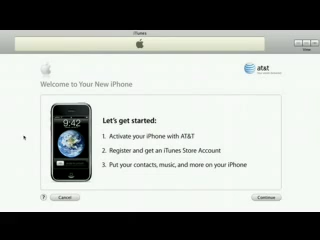 iTunes
at&t
Welcome to Your New iPhone
9:42
Let's get started:
1. Activate your iPhone with AT&T
2. Register and get an iTunes Store Account
3. Put your contacts, music, and more on your iPhone
?
Cancel
Continue